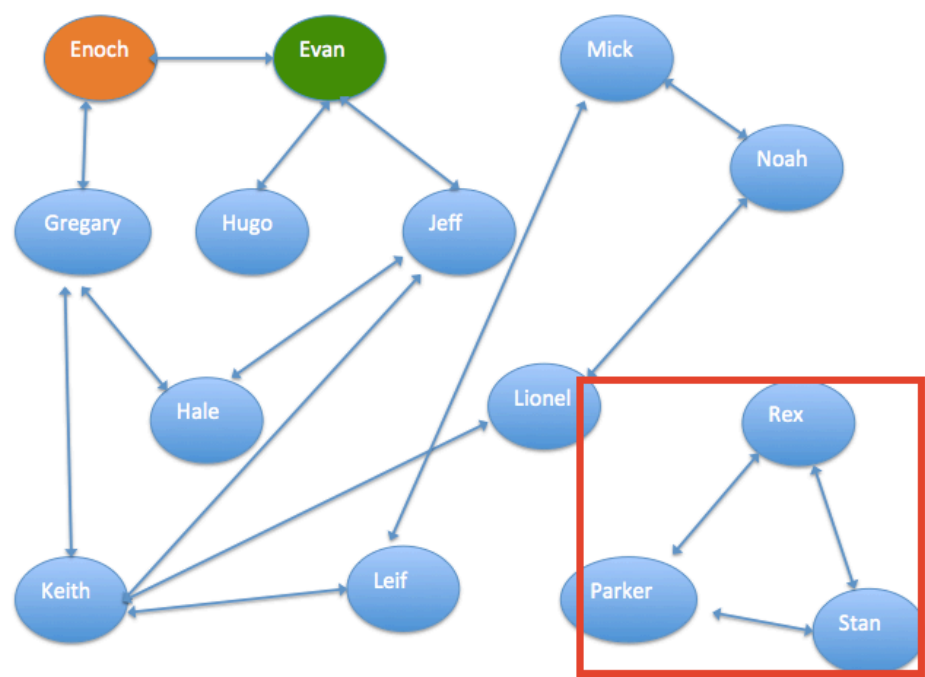 Enoch
Evan
Mick
Noah
Gregary
Hugo
Jeff
Hale
Lionel
Rex
Keith
Leif
Parker
Stan